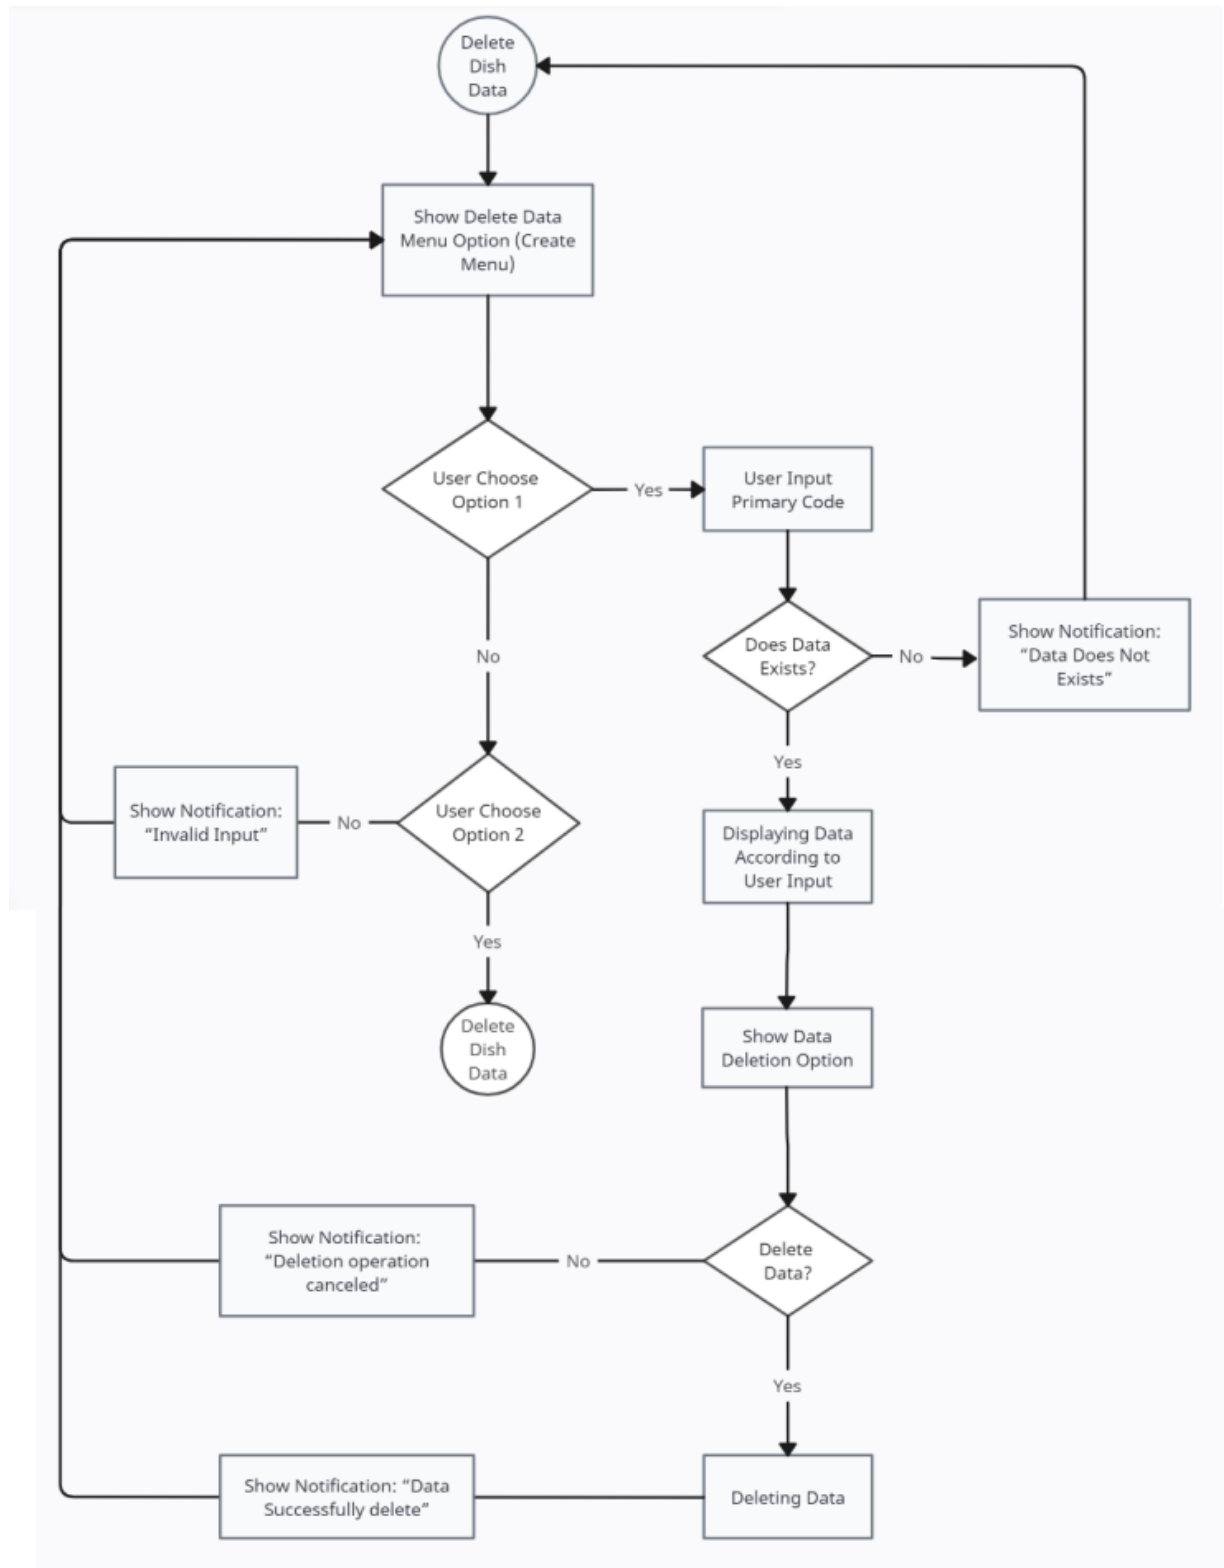 Delete
Dish
Data
Show Delete Data
Menu Option (Create
Menu)
User Choose
Option 1
Yes
User Input
Primary Code
No
Does Data
Exists?
No
Show Notification:
“Data Does Not
Exists”
Yes
Show Notification:
“Invalid Input”
No
User Choose
Option 2
Displaying Data
According to
User Input
Yes
Delete
Dish
Data
Show Data
Deletion Option
Show Notification:
“Deletion operation
canceled”
No
Delete
Data?
Yes
Show Notification: “Data
Successfully delete”
Deleting Data